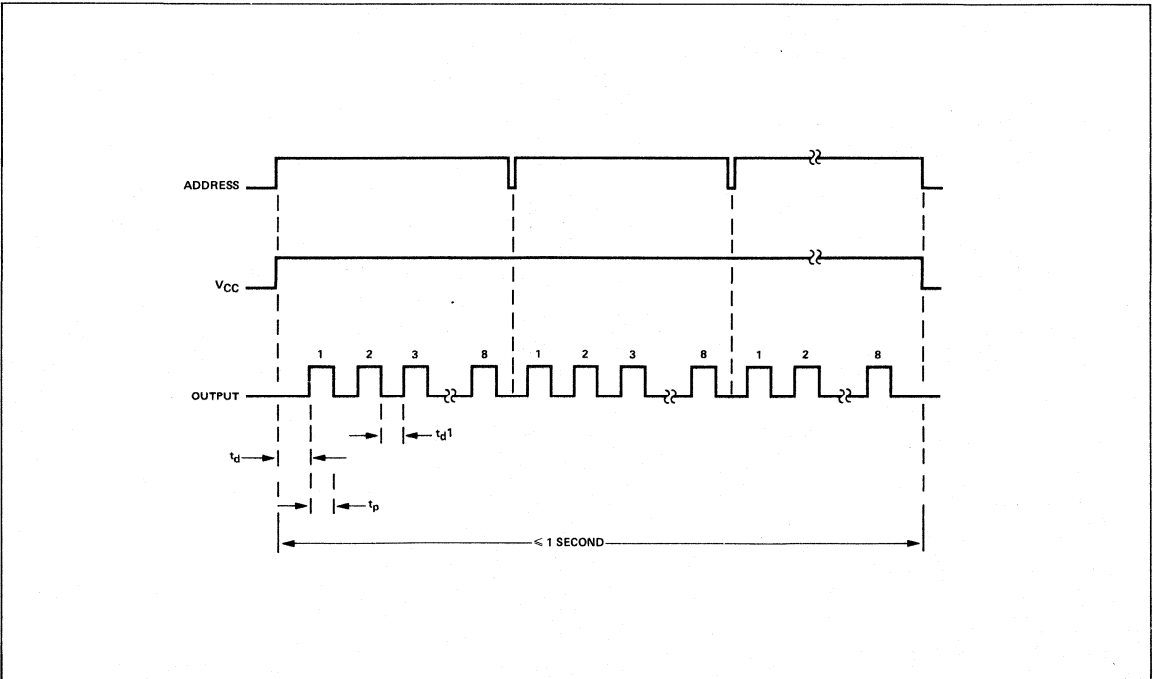 ADDRESS
VCC
1 2 3 8 1 2 3 8 1 2 8
OUTPUT
td1
td
tp
⩽ 1 SECOND